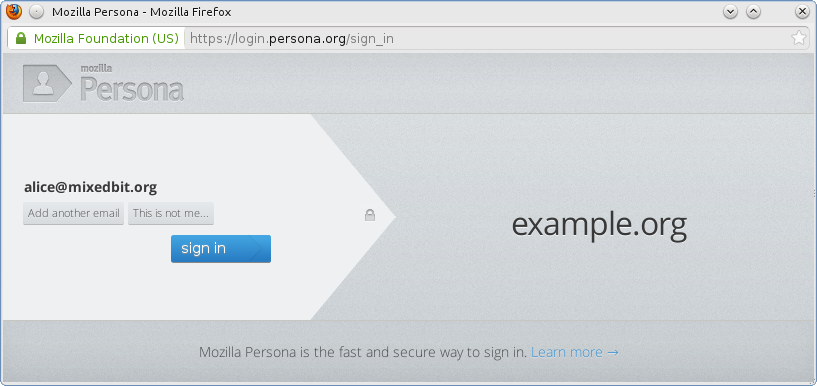 Mozilla Persona - Mozilla Firefox
Mozilla Foundation (US) https://login.persona.org/sign_in
mozilla
Persona
alice@mixedbit.org
Add another email This is not me...
example.org
sign in
Mozilla Persona is the fast and secure way to sign in. Learn more →